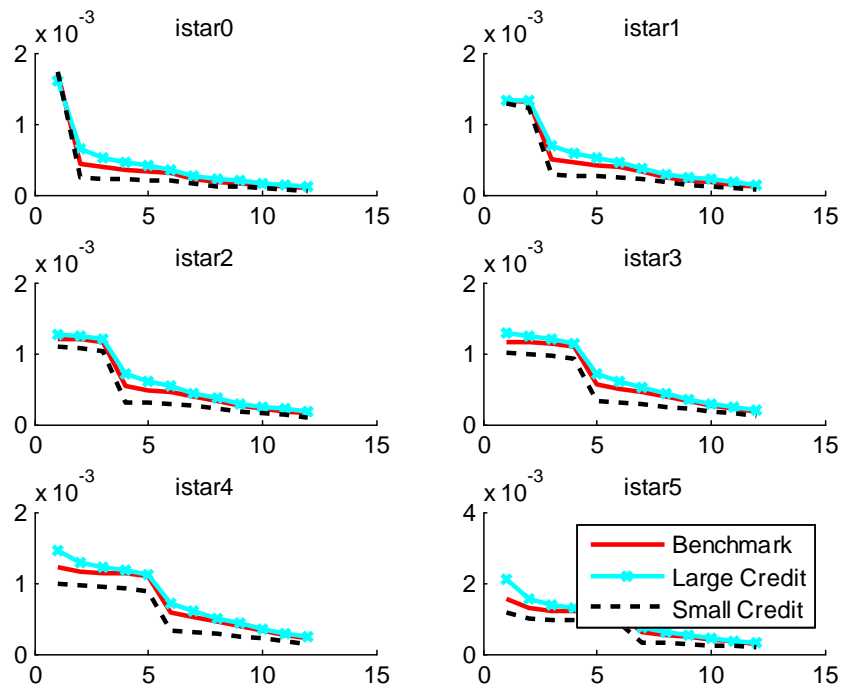 x 10^-3 istar0
2
1
0
0 5 10 15
x 10^-3 istar1
2
1
0
0 5 10 15
x 10^-3 istar2
2
1
0
0 5 10 15
x 10^-3 istar3
2
1
0
0 5 10 15
x 10^-3 istar4
2
1
0
0 5 10 15
x 10^-3 istar5
4
2
0
0 5 10 15
Benchmark
Large Credit
Small Credit